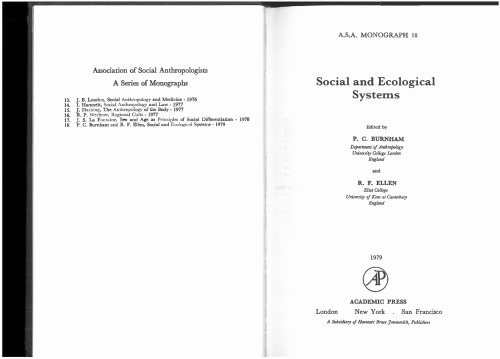 Association of Social Anthropologists
A Series of Monographs
13. J. B. Loudon, Social Anthropology and Medicine - 1976
14. I. Hamnett, Social Anthropology and Law - 1977
15. J. Blacking, The Anthropology of the Body - 1977
16. R. P. Werbner, Regional Cults - 1977
17. J. S. La Fontaine, Sex and Age as Principles of Social Differentiation - 1978
18. P. C. Burnham and R. F. Ellen, Social and Ecological Systems - 1979
A.S.A. MONOGRAPH 18
Social and Ecological
Systems
Edited by
P. C. BURNHAM
Department of Anthropology
University College London
England
and
R. F. ELLEN
Eliot College
University of Kent at Canterbury
England
1979
AP
ACADEMIC PRESS
London New York . San Francisco
A Subsidiary of Harcourt Brace Jovanovich, Publishers